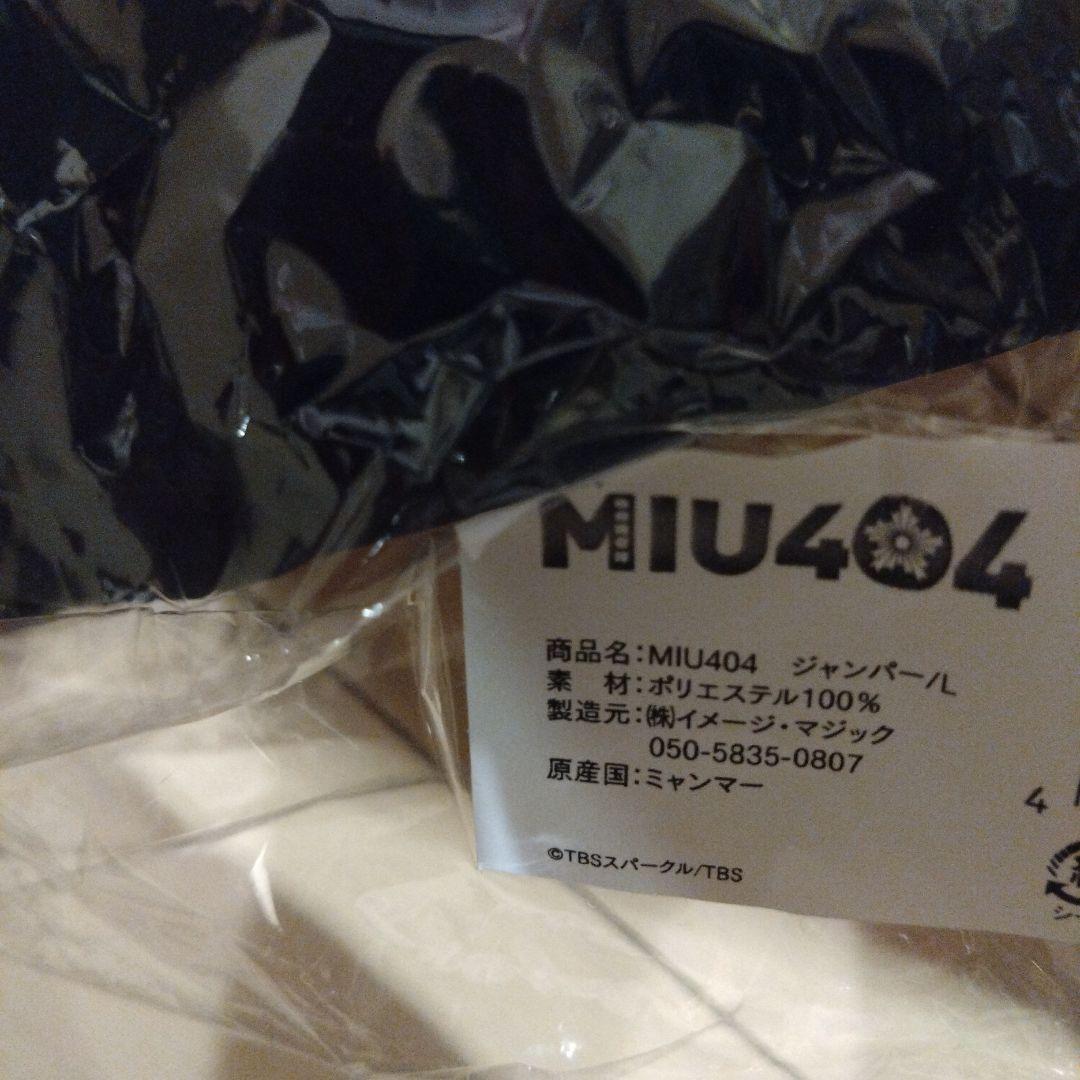 MIU404
商品名：MIU404　ジャンパー/L
素　材：ポリエステル100％
製造元：㈱イメージ・マジック
050-5835-0807
原産国：ミャンマー
4
©TBSスパークル/TBS